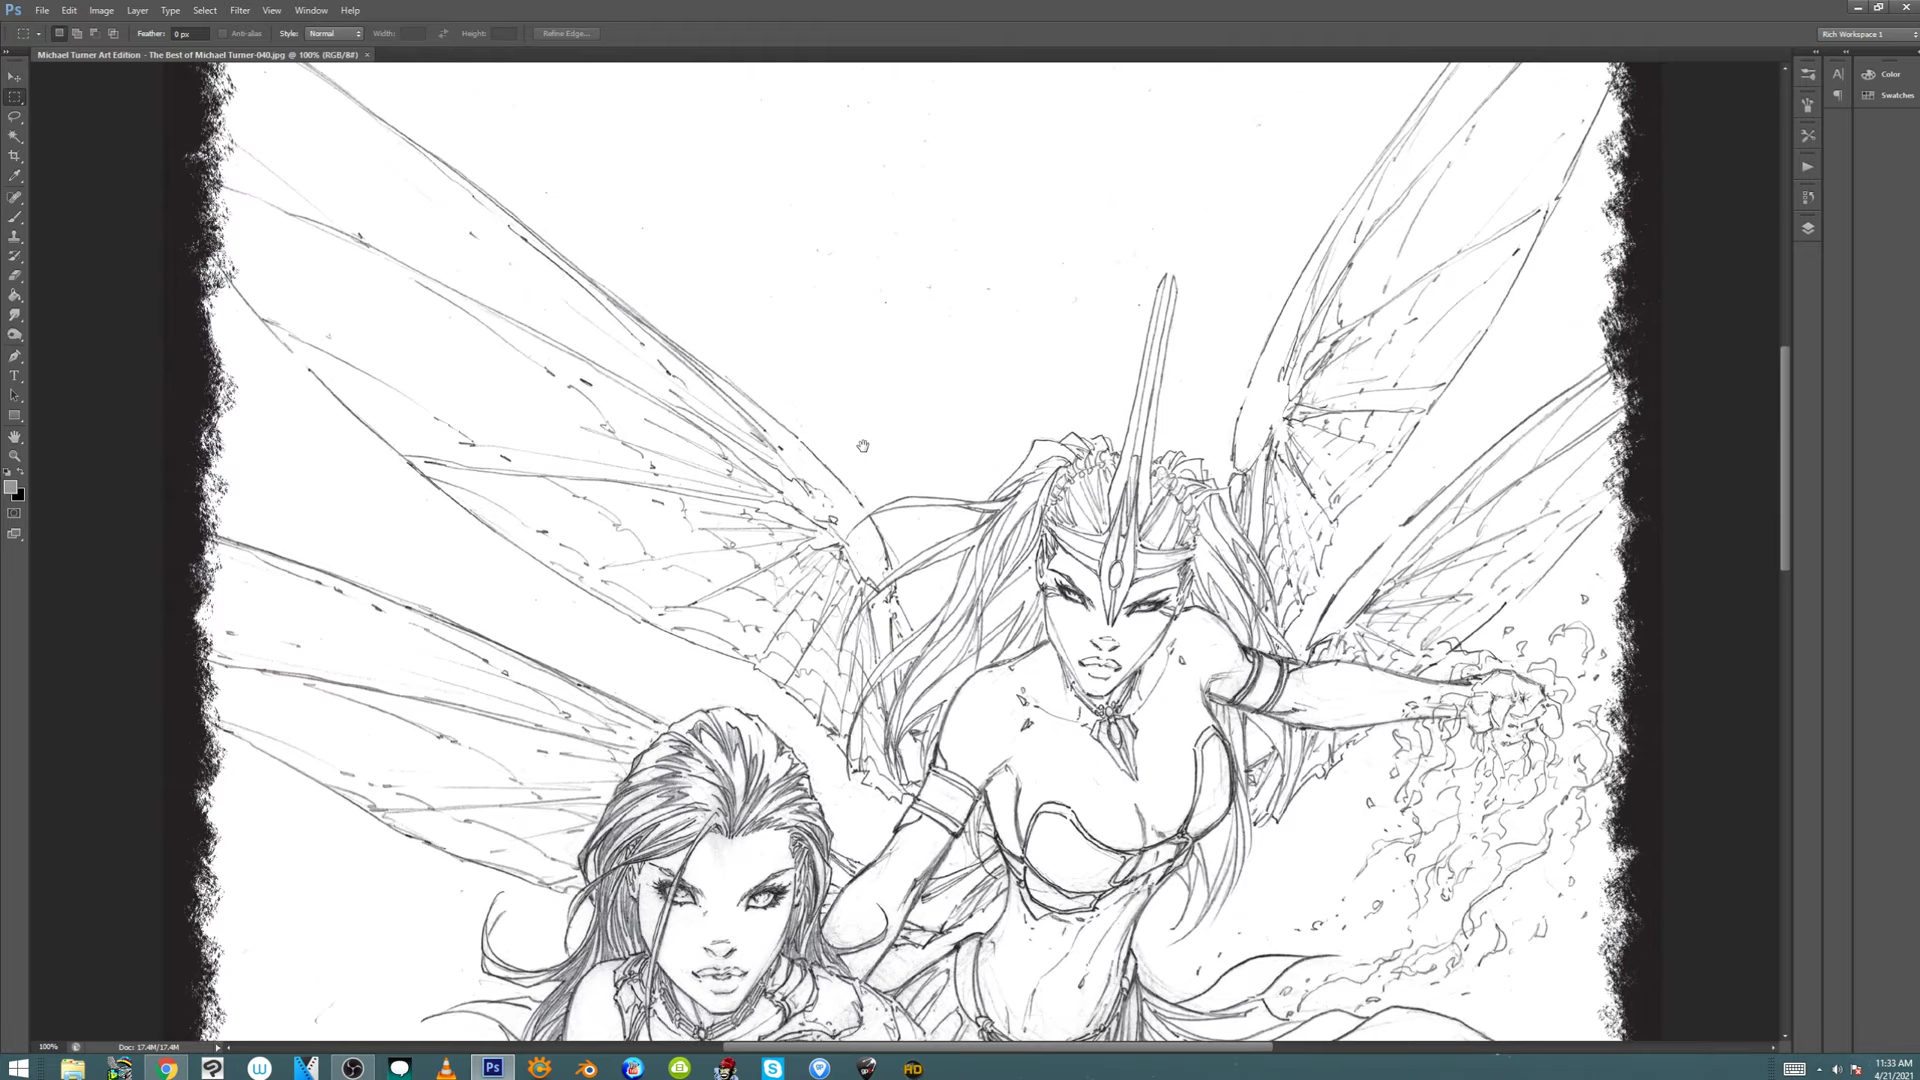 Ps File Edit Image Layer Type Select Filter 3D View Window Help
Feather: 0 px Anti-alias Style: Normal Width: Height: Refine Edge... Rich Workspace 1
Michael Turner Art Edition - The Best of Michael Turner-040.jpg @ 100% (RGB/8#) ×
Color
Swatches
100% Doc: 17.4M/17.4M
11:33 AM
4/21/2021